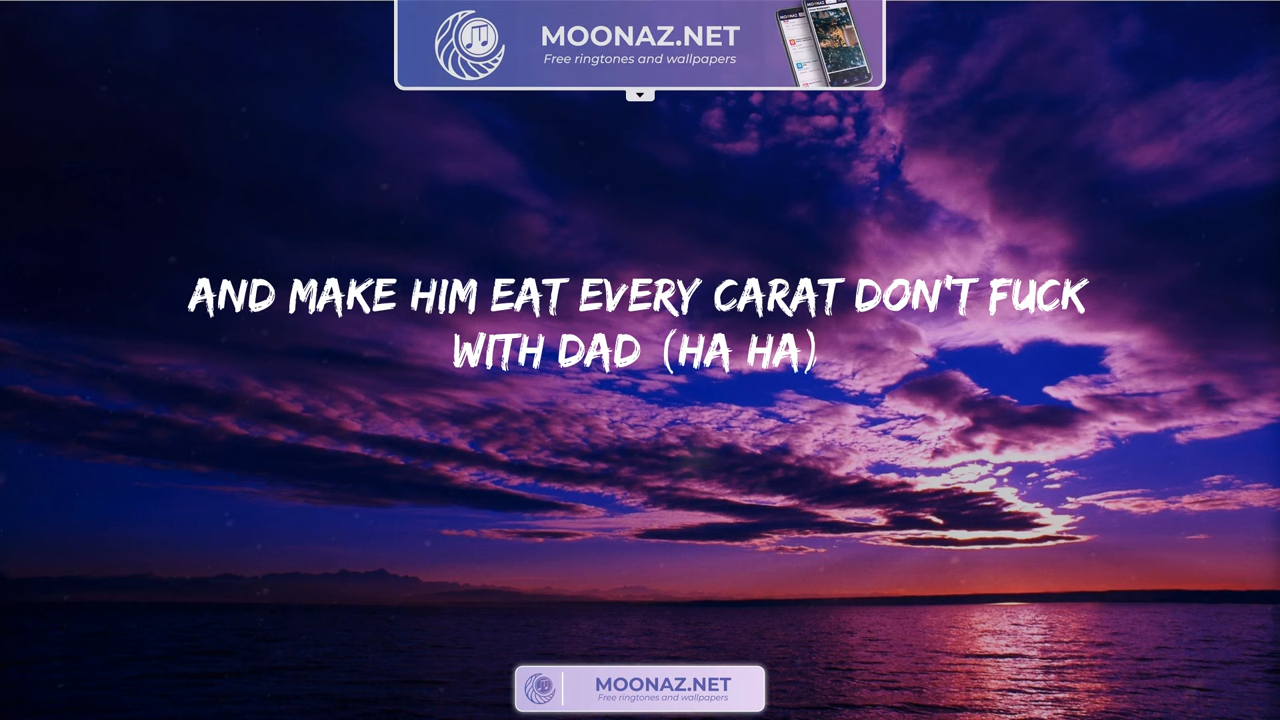 MOONAZ.NET
Free ringtones and wallpapers
AND MAKE HIM EAT EVERY CARAT DON'T FUCK
WITH DAD (HA HA)
MOONAZ.NET
Free ringtones and wallpapers